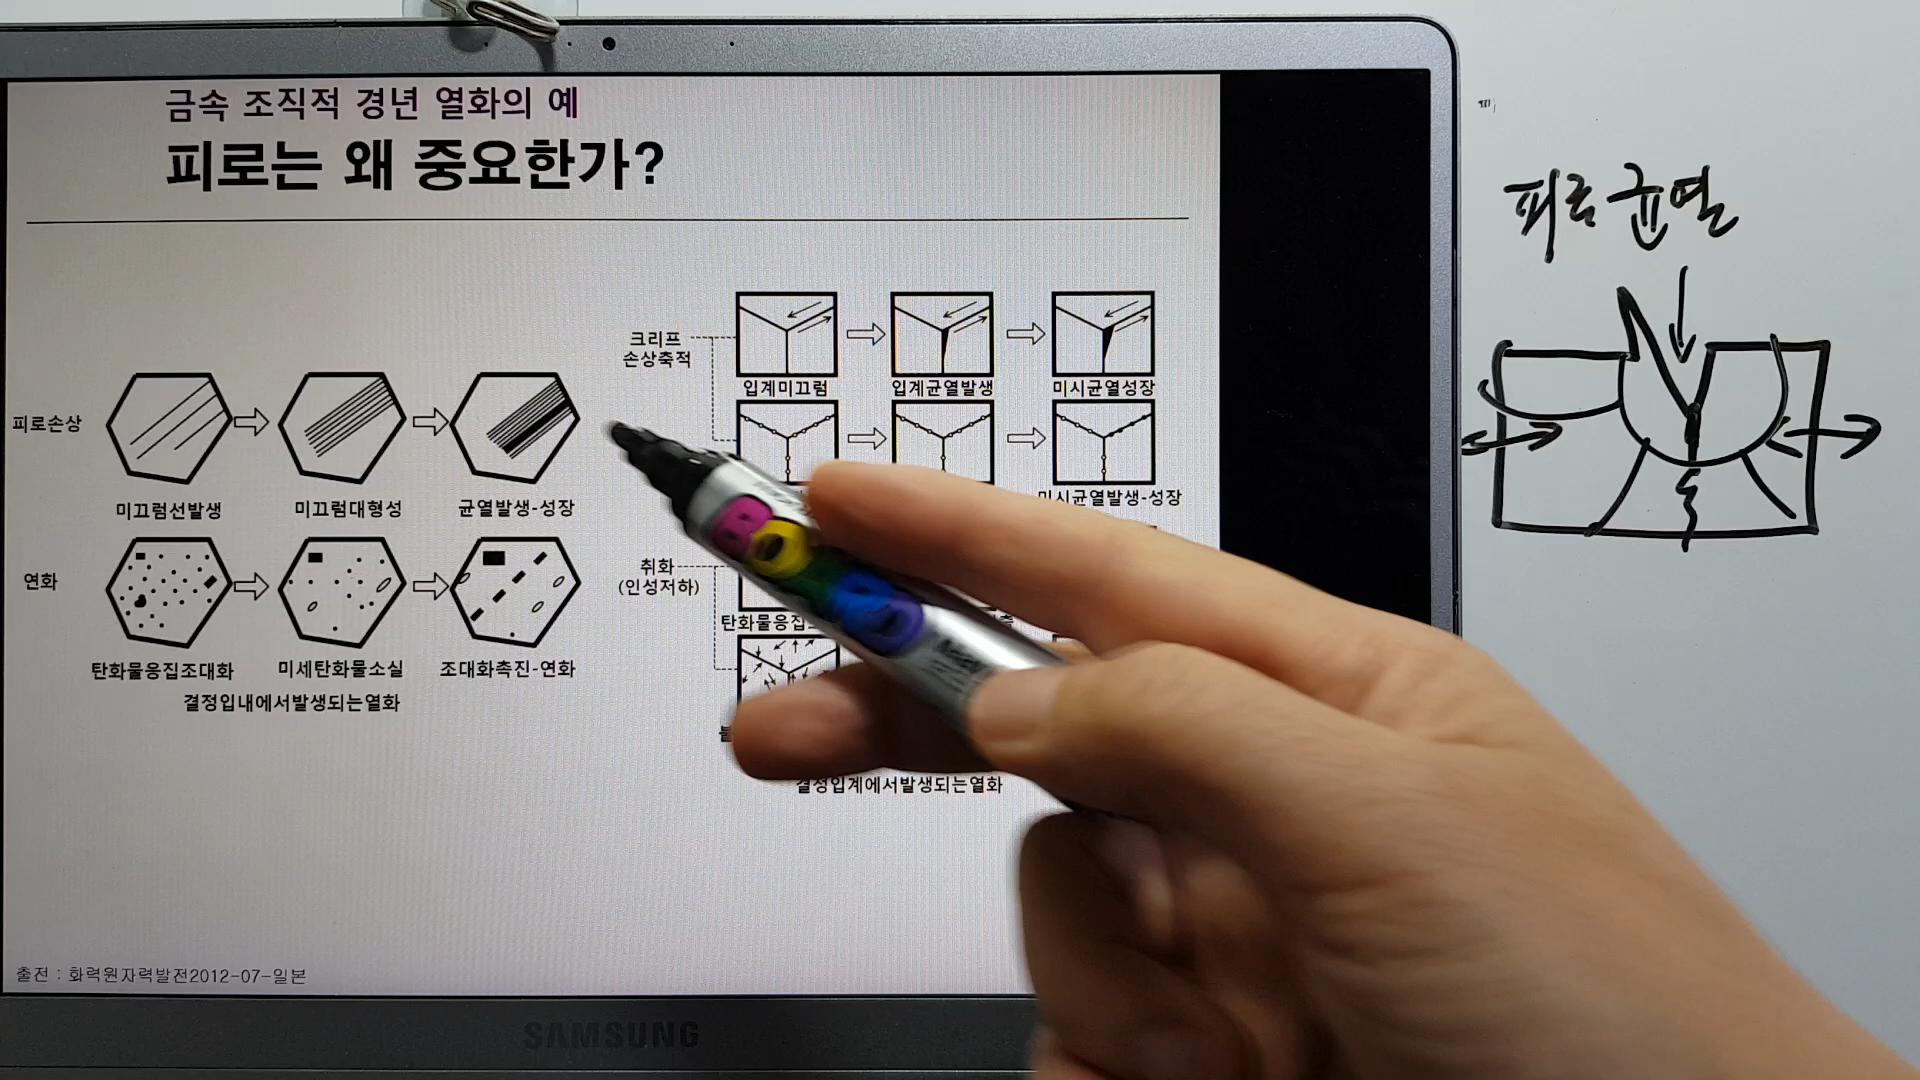 금속 조직적 경년 열화의 예
피로는 왜 중요한가?
피로손상
미끄럼선발생
미끄럼대형성
균열발생-성장
연화
탄화물응집조대화
미세탄화물소실
조대화촉진-연화
결정입내에서발생되는열화
크리프
손상축적
입계미끄럼
입계균열발생
미시균열성장
미시균열발생-성장
취화
(인성저하)
탄화물응집
결정입계에서발생되는열화
출전 : 화력원자력발전2012-07-일본
SAMSUNG
피로 균열